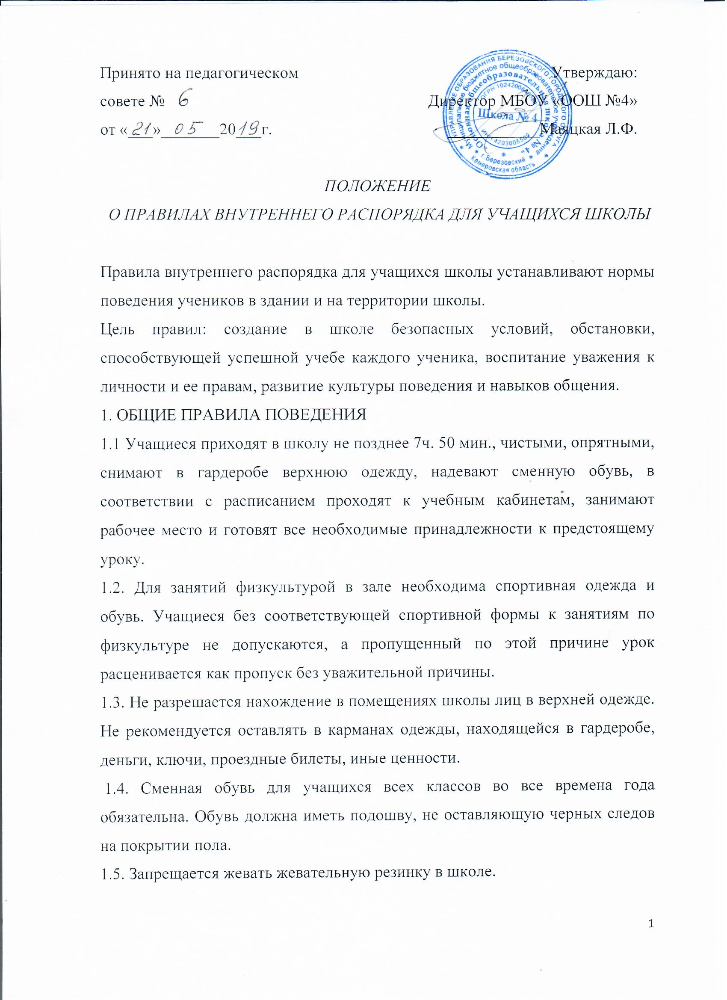 Принято на педагогическом
совете № 6
от «21» 05 2019г.
Утверждаю:
Директор МБОУ «ООШ №4»
Маяцкая Л.Ф.
УПРАВЛЕНИЕ ОБРАЗОВАНИЯ БЕРЕЗОВСКОГО ГОРОДСКОГО ОКРУГА
Муниципальное бюджетное общеобразовательное учреждение
«Основная общеобразовательная школа № 4»
ОГРН
Школа № 4
ИНН 4203005509
г. Березовский
Кемеровская область
ПОЛОЖЕНИЕ
О ПРАВИЛАХ ВНУТРЕННЕГО РАСПОРЯДКА ДЛЯ УЧАЩИХСЯ ШКОЛЫ
Правила внутреннего распорядка для учащихся школы устанавливают нормы
поведения учеников в здании и на территории школы.
Цель правил: создание в школе безопасных условий, обстановки,
способствующей успешной учебе каждого ученика, воспитание уважения к
личности и ее правам, развитие культуры поведения и навыков общения.
1. ОБЩИЕ ПРАВИЛА ПОВЕДЕНИЯ
1.1 Учащиеся приходят в школу не позднее 7ч. 50 мин., чистыми, опрятными,
снимают в гардеробе верхнюю одежду, надевают сменную обувь, в
соответствии с расписанием проходят к учебным кабинетам, занимают
рабочее место и готовят все необходимые принадлежности к предстоящему
уроку.
1.2. Для занятий физкультурой в зале необходима спортивная одежда и
обувь. Учащиеся без соответствующей спортивной формы к занятиям по
физкультуре не допускаются, а пропущенный по этой причине урок
расценивается как пропуск без уважительной причины.
1.3. Не разрешается нахождение в помещениях школы лиц в верхней одежде.
Не рекомендуется оставлять в карманах одежды, находящейся в гардеробе,
деньги, ключи, проездные билеты, иные ценности.
1.4. Сменная обувь для учащихся всех классов во все времена года
обязательна. Обувь должна иметь подошву, не оставляющую черных следов
на покрытии пола.
1.5. Запрещается жевать жевательную резинку в школе.
1